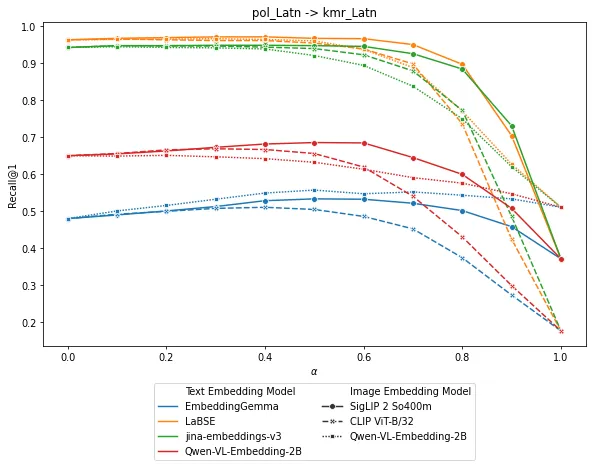 pol_Latn -> kmr_Latn
1.0
0.9
0.8
0.7
0.6
0.5
0.4
0.3
0.2
Recall@1
0.0 0.2 0.4 0.6 0.8 1.0
α
Text Embedding Model
EmbeddingGemma
LaBSE
jina-embeddings-v3
Qwen-VL-Embedding-2B
Image Embedding Model
SigLIP 2 So400m
CLIP ViT-B/32
Qwen-VL-Embedding-2B